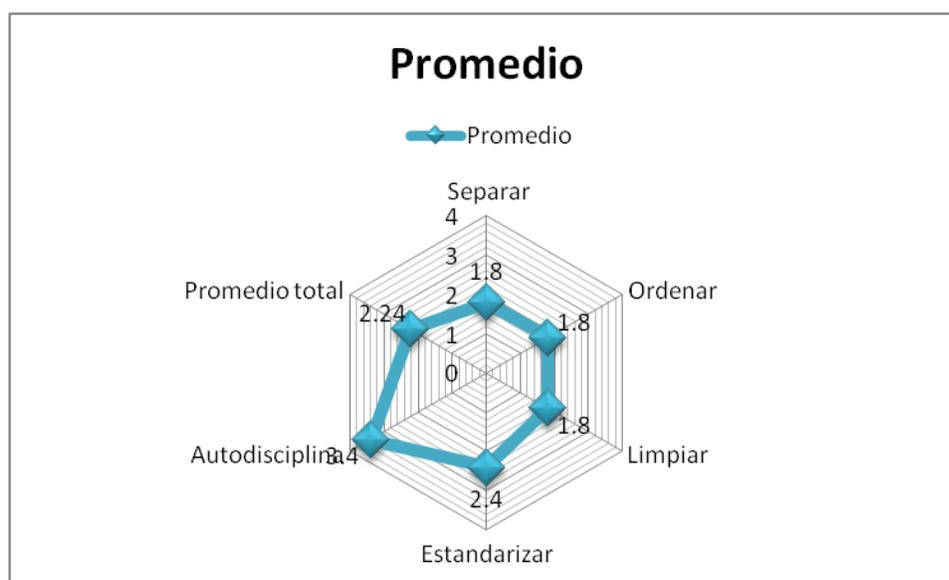 Promedio
Promedio
Separar
4
3
1.8
Promedio total
2
Ordenar
2.24
1.8
1
0
1.8
Autodisciplina
3.4
Limpiar
2.4
Estandarizar